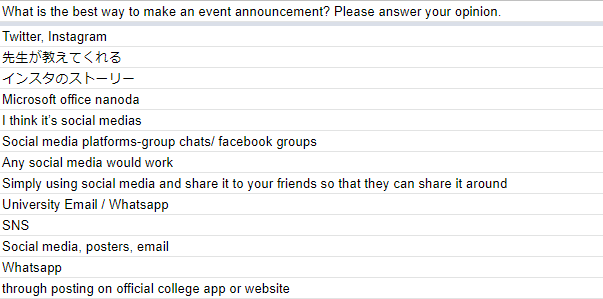 What is the best way to make an event announcement? Please answer your opinion.
Twitter, Instagram
先生が教えてくれる
インスタのストーリー
Microsoft office nanoda
I think it's social medias
Social media platforms-group chats/ facebook groups
Any social media would work
Simply using social media and share it to your friends so that they can share it around
University Email / Whatsapp
SNS
Social media, posters, email
Whatsapp
through posting on official college app or website